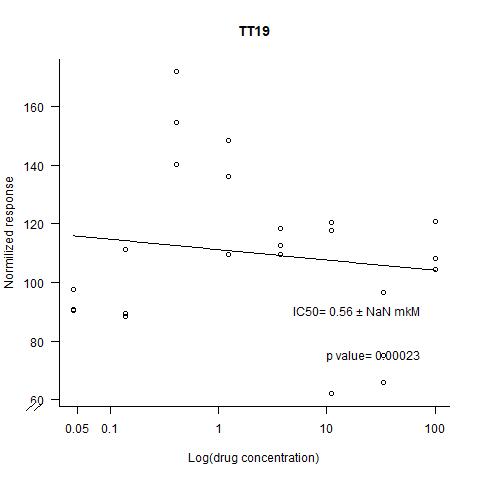 TT19
Normilized response
160
140
120
100
80
60
IC50= 0.56 ± NaN mkM
p value= 0.00023
0.05 0.1 1 10 100
Log(drug concentration)